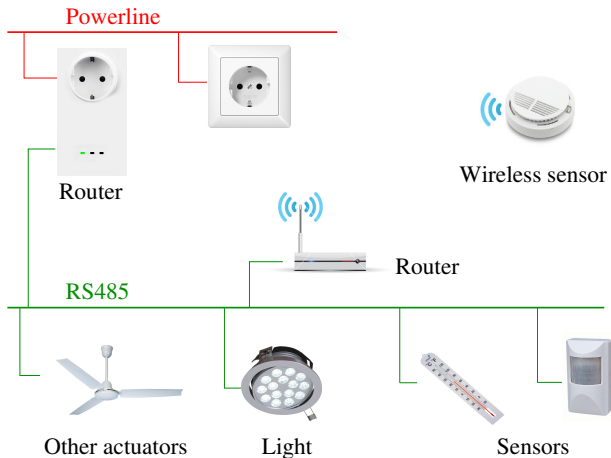 Powerline
Router
Wireless sensor
Router
RS485
Other actuators
Light
Sensors